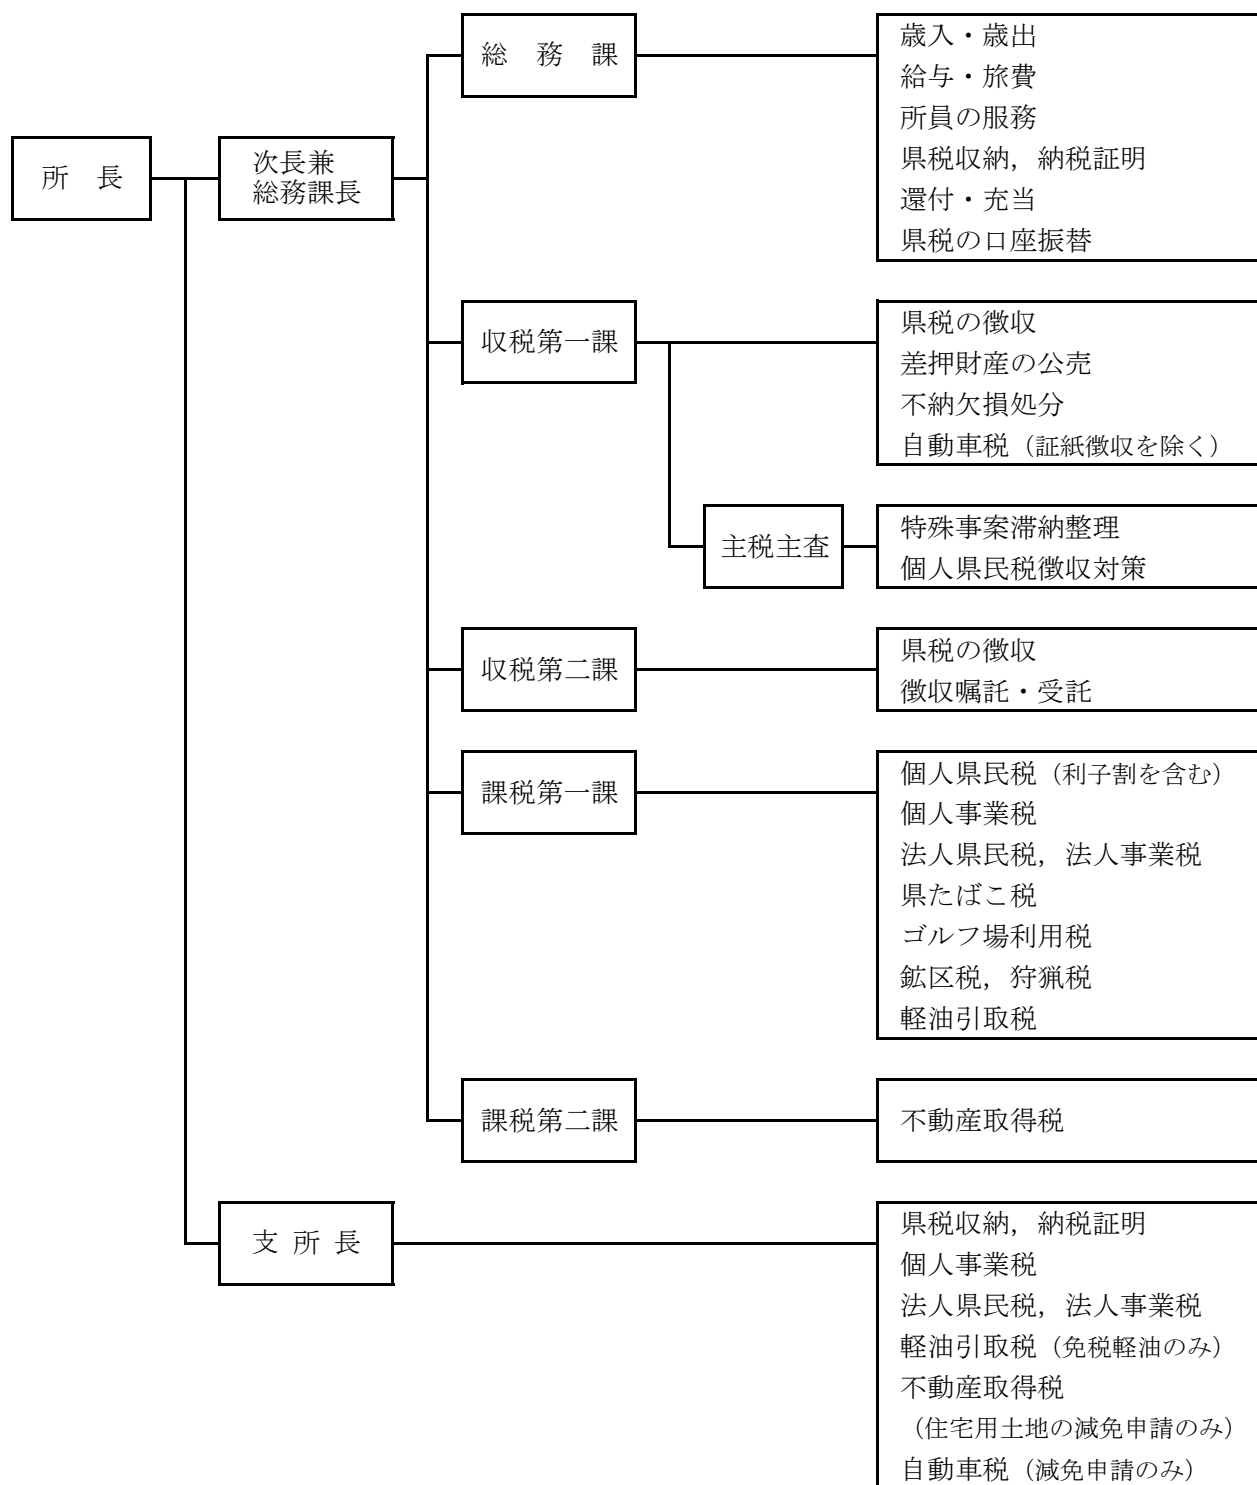 所　長
次長兼
総務課長
総　務　課
歳入・歳出
給与・旅費
所員の服務
県税収納，納税証明
還付・充当
県税の口座振替
収税第一課
県税の徴収
差押財産の公売
不納欠損処分
自動車税（証紙徴収を除く）
主税主査
特殊事案滞納整理
個人県民税徴収対策
収税第二課
県税の徴収
徴収嘱託・受託
課税第一課
個人県民税（利子割を含む）
個人事業税
法人県民税，法人事業税
県たばこ税
ゴルフ場利用税
鉱区税，狩猟税
軽油引取税
課税第二課
不動産取得税
支 所 長
県税収納，納税証明
個人事業税
法人県民税，法人事業税
軽油引取税（免税軽油のみ）
不動産取得税
（住宅用土地の減免申請のみ）
自動車税（減免申請のみ）